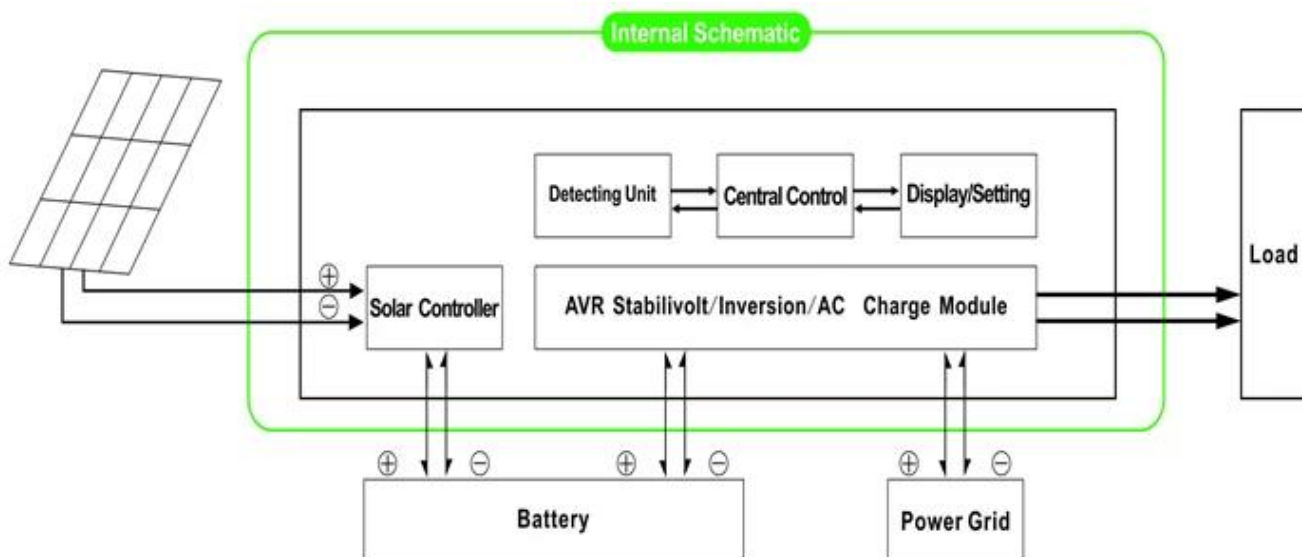 Internal Schematic
Detecting Unit
Central Control
Display/Setting
Load
⊕
⊖
Solar Controller
AVR Stabilivolt/Inversion/AC Charge Module
⊕ ⊖ ⊕ ⊖ ⊕ ⊖
Battery
Power Grid